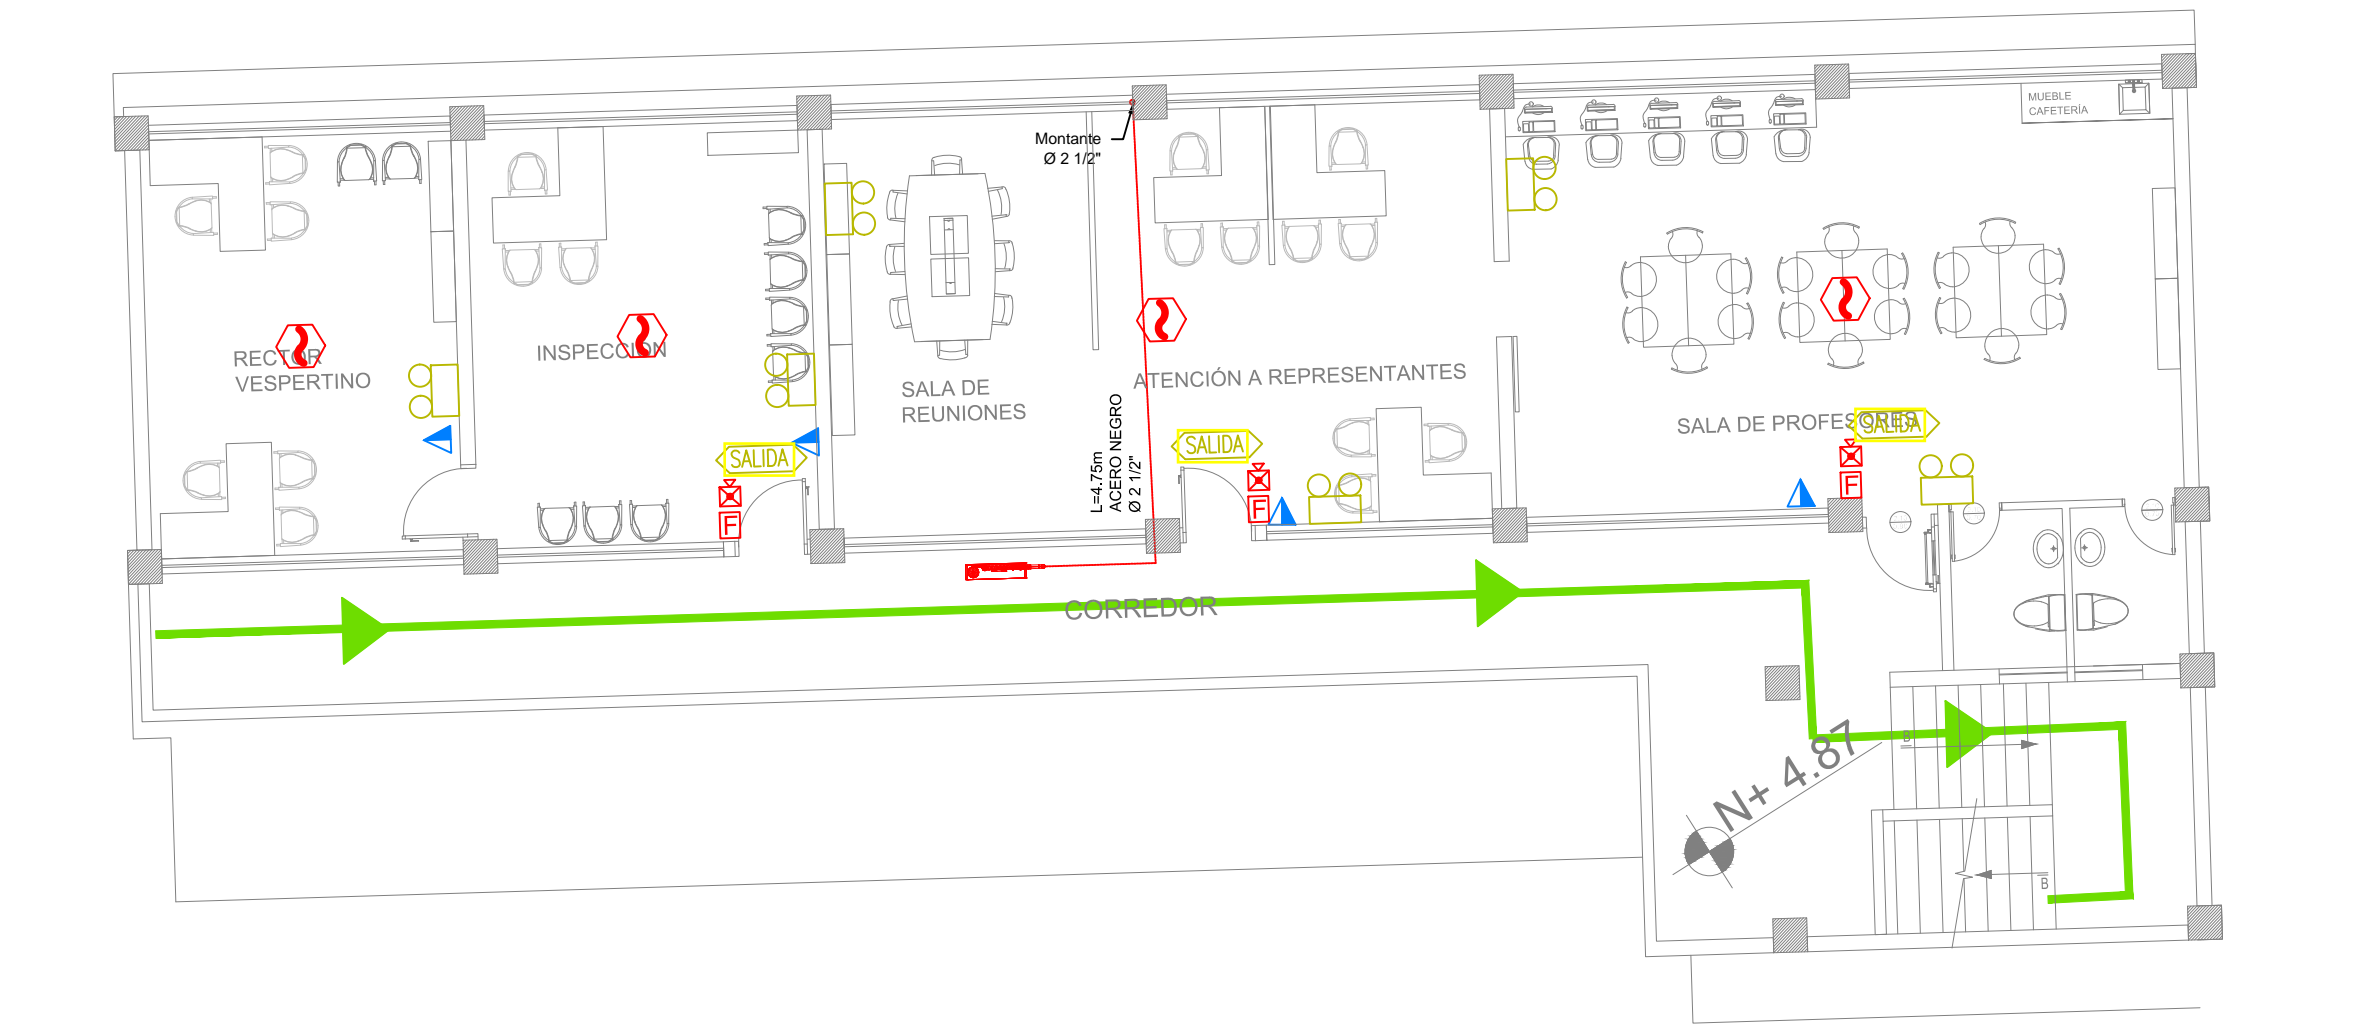 MUEBLE
CAFETERÍA
Montante
Ø 2 1/2"
RECTOR
VESPERTINO
INSPECCIÓN
SALA DE
REUNIONES
ATENCIÓN A REPRESENTANTES
SALA DE PROFESORES
SALIDA
SALIDA
SALIDA
L=4.75m
ACERO NEGRO
Ø 2 1/2"
F
F
F
CORREDOR
N+ 4.87
B
B